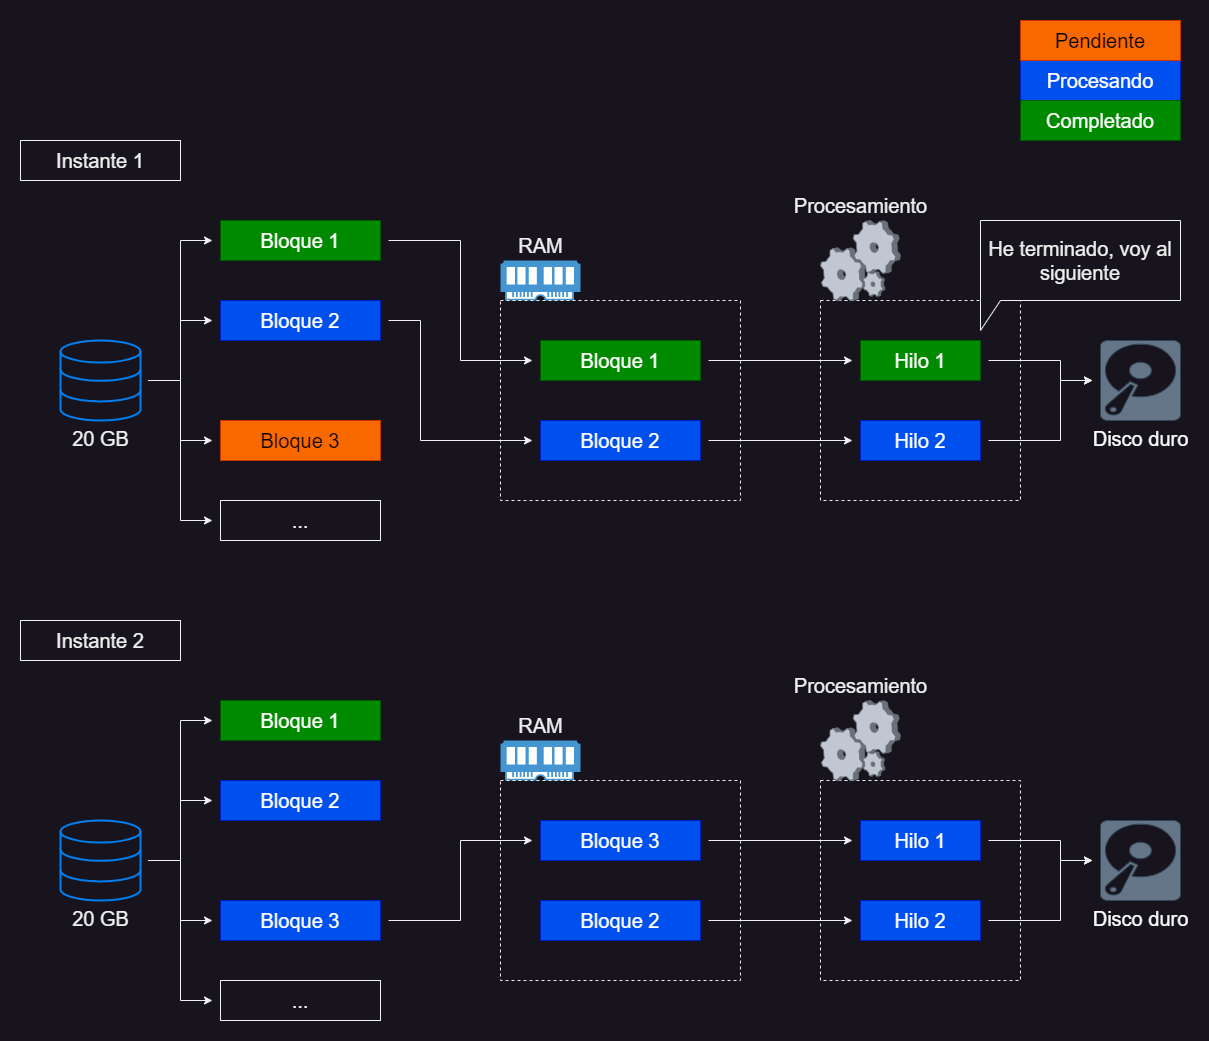 Pendiente
Procesando
Completado
Instante 1
Procesamiento
Bloque 1
RAM
He terminado, voy al
siguiente
Bloque 2
Bloque 1
Hilo 1
20 GB
Bloque 3
Bloque 2
Hilo 2
Disco duro
...
Instante 2
Procesamiento
Bloque 1
RAM
Bloque 2
Bloque 3
Hilo 1
20 GB
Bloque 3
Bloque 2
Hilo 2
Disco duro
...